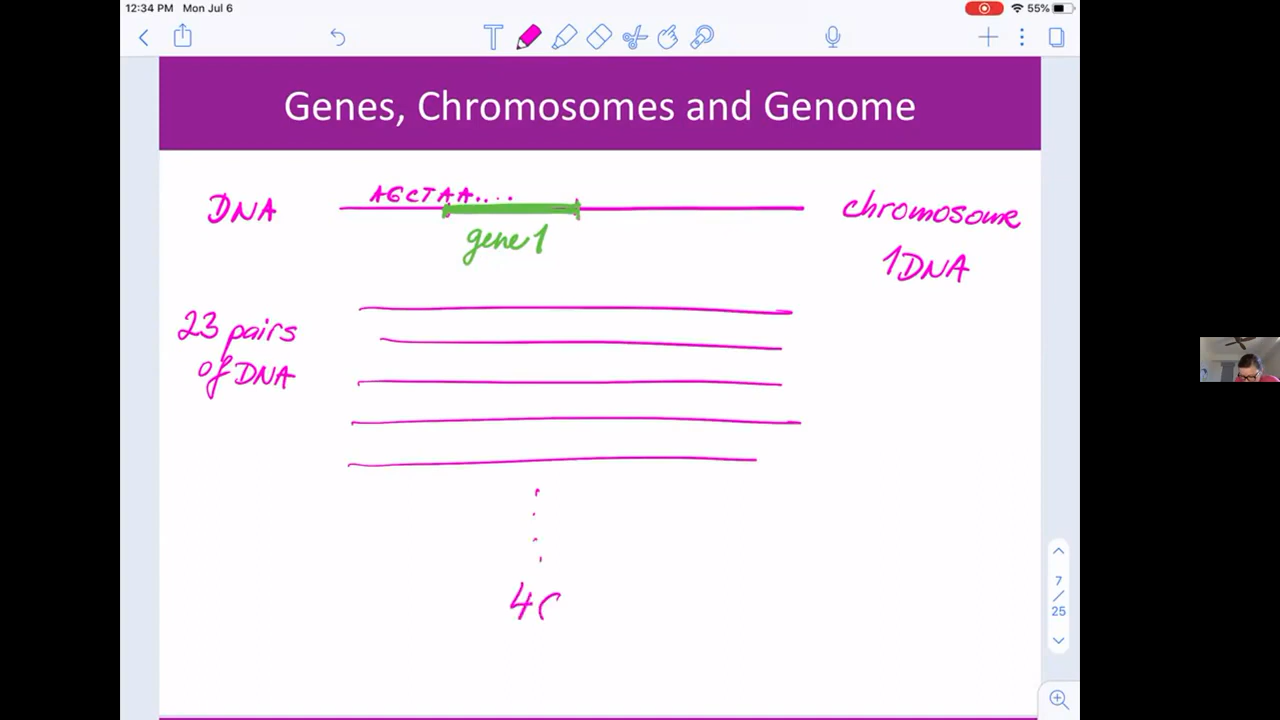 12:34 PM Mon Jul 6
55%
T
Genes, Chromosomes and Genome
AGCTAA....
DNA
chromosome
gene 1
1 DNA
23 pairs
of DNA
4
7
/
25